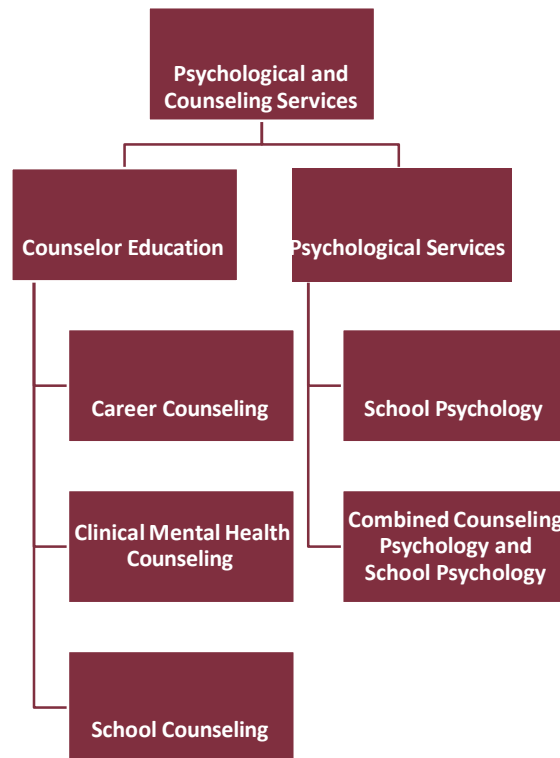 Psychological and
Counseling Services
Counselor Education
Psychological Services
Career Counseling
School Psychology
Clinical Mental Health
Counseling
Combined Counseling
Psychology and
School Psychology
School Counseling